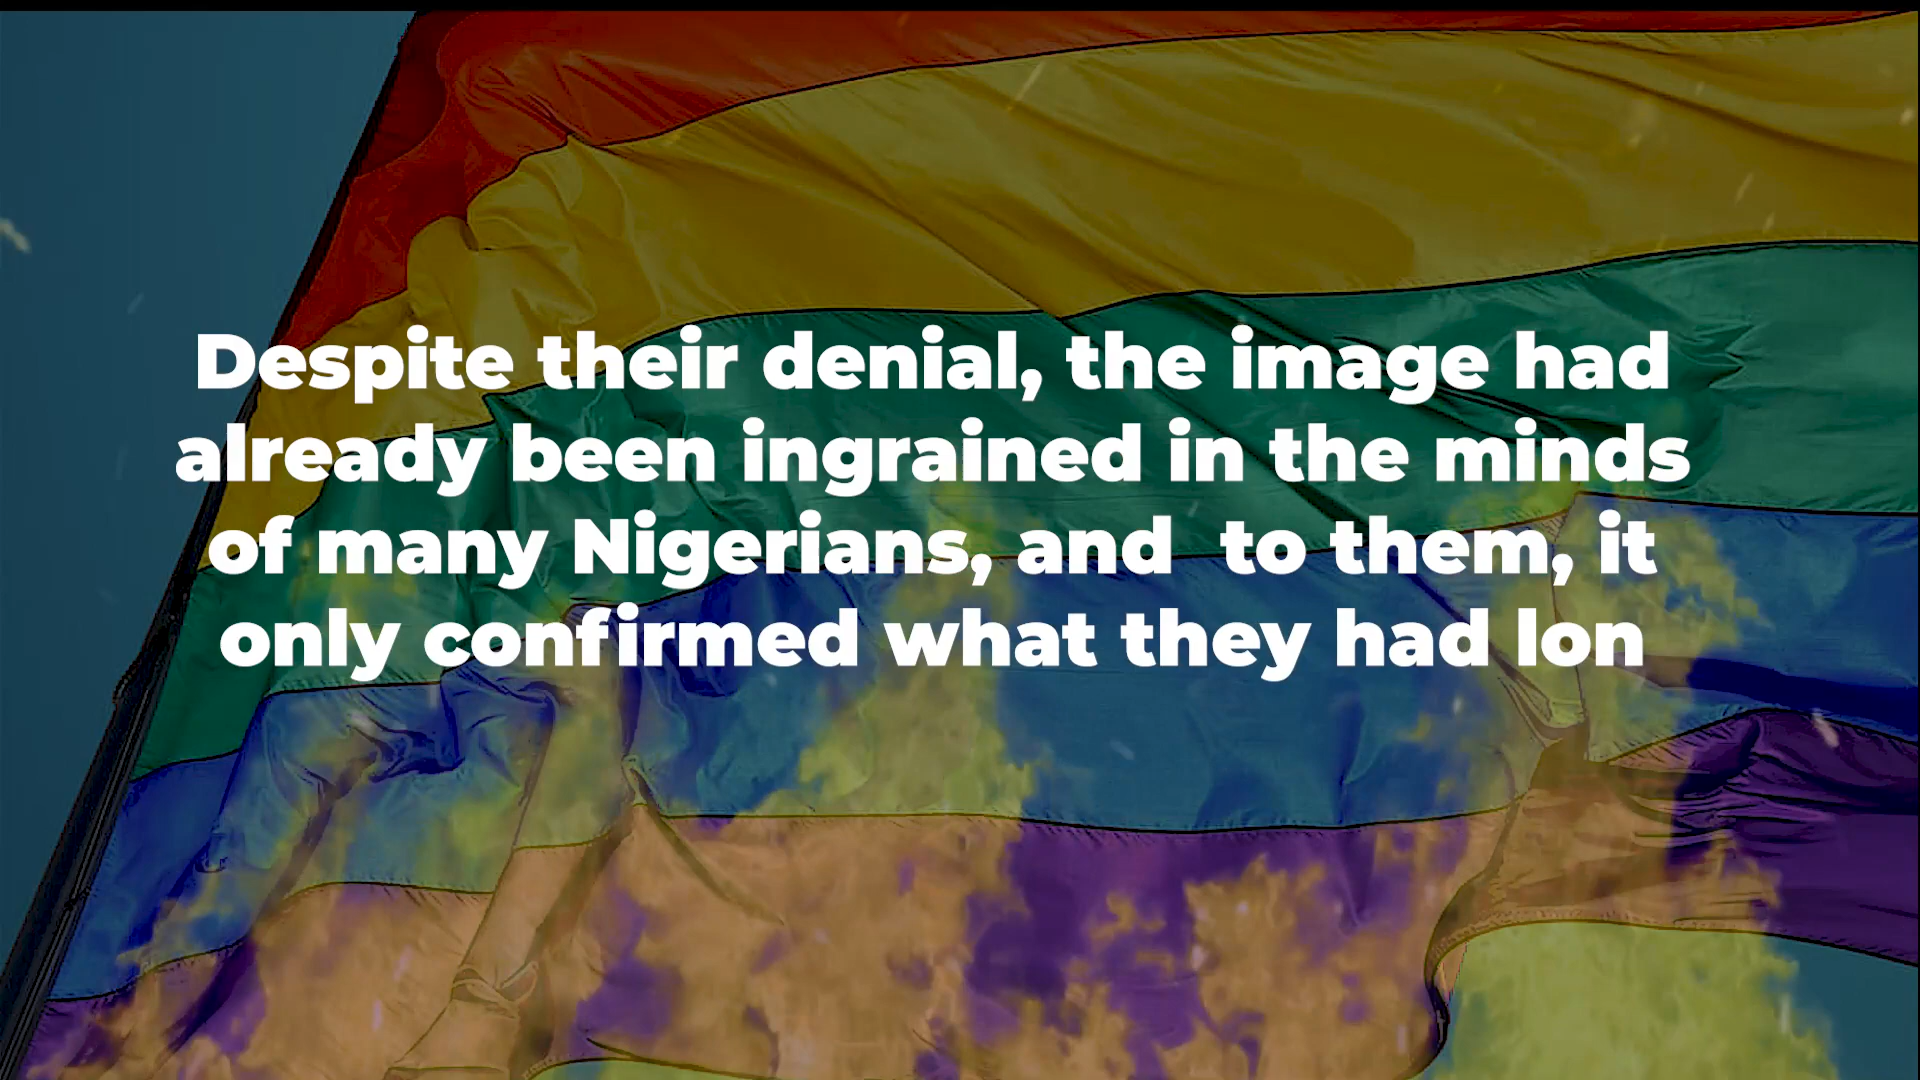 Despite their denial, the image had
already been ingrained in the minds
of many Nigerians, and  to them, it
only confirmed what they had lon